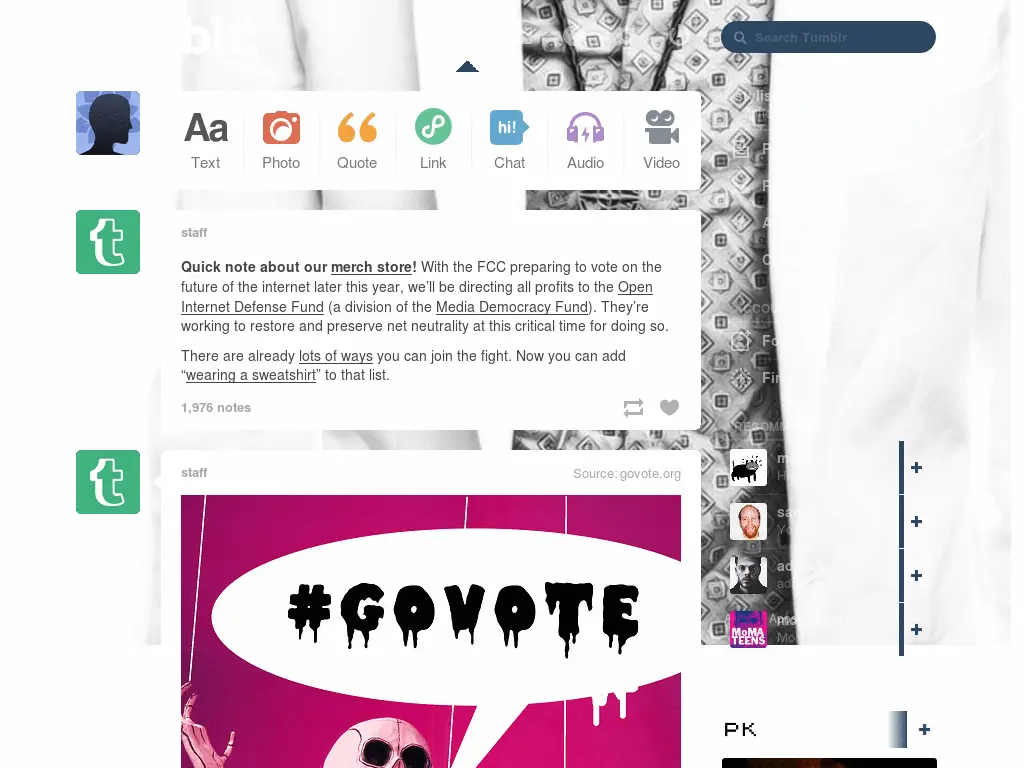 Search Tumblr
Aa
hi!
Text
Photo
Quote
Link
Chat
Audio
Video
staff
Quick note about our merch store! With the FCC preparing to vote on the
future of the internet later this year, we’ll be directing all profits to the Open
Internet Defense Fund (a division of the Media Democracy Fund). They’re
working to restore and preserve net neutrality at this critical time for doing so.
There are already lots of ways you can join the fight. Now you can add
“wearing a sweatshirt” to that list.
1,976 notes
staff
Source: govote.org
#GOVOTE
MoMA
TEENS
PK